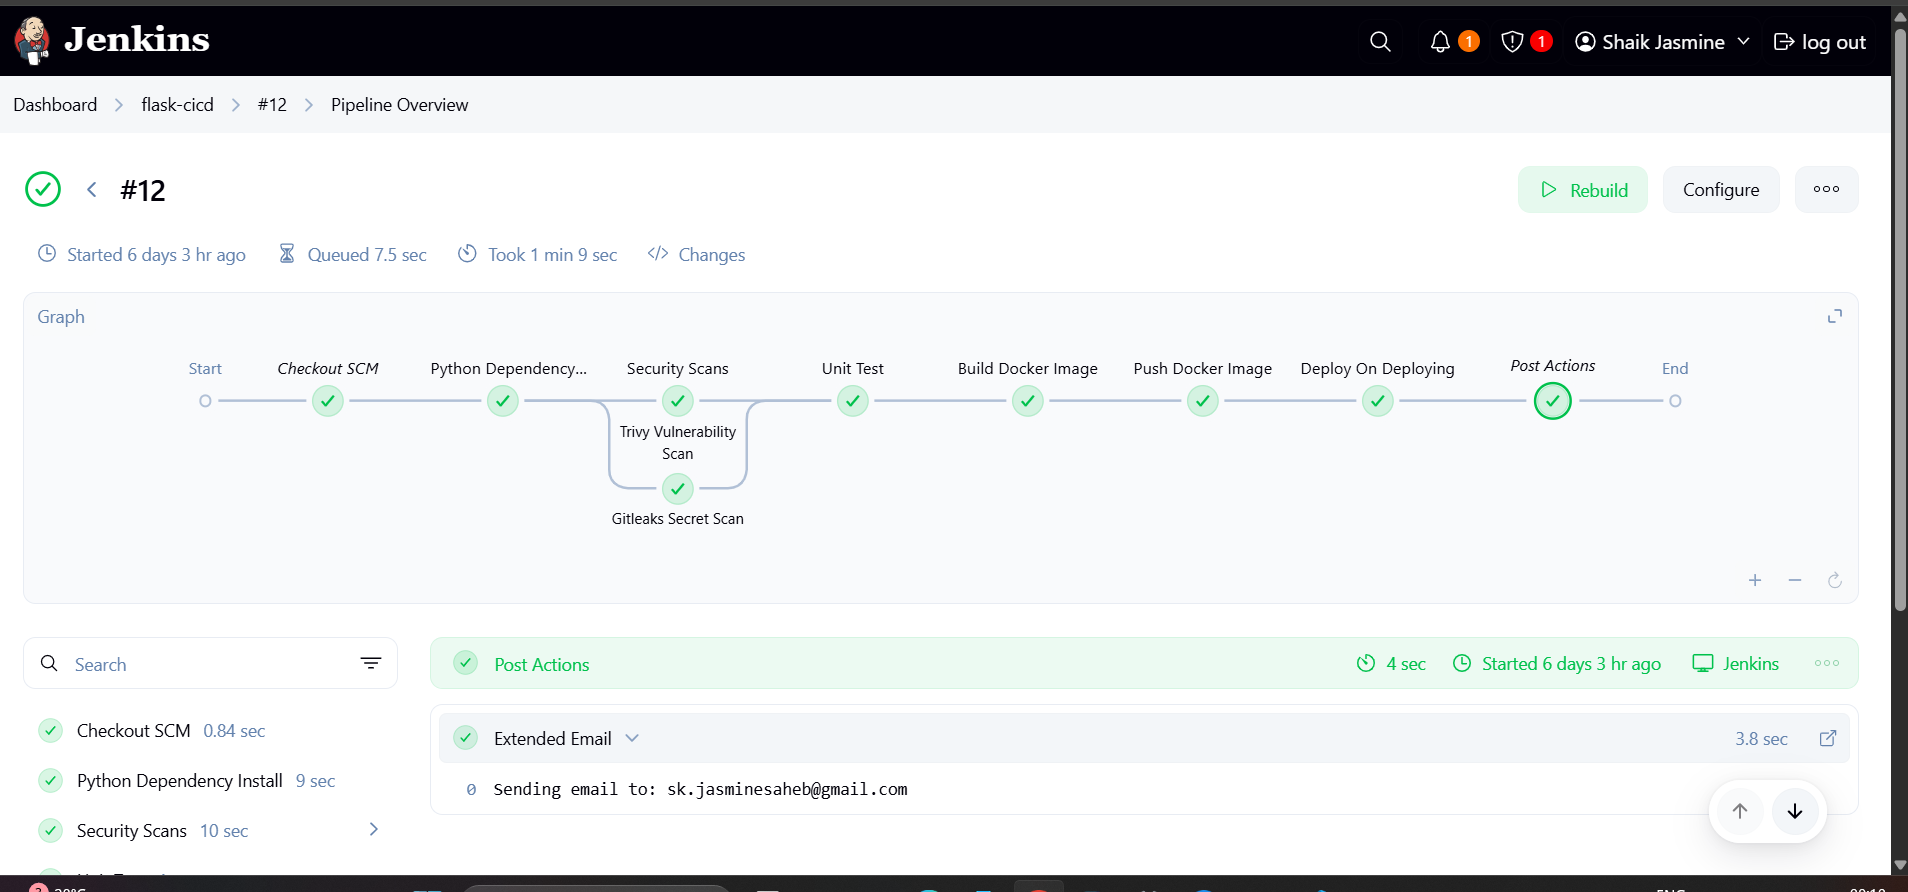 Jenkins
1
1
Shaik Jasmine
log out
Dashboard
flask-cicd
#12
Pipeline Overview
#12
Rebuild
Configure
Started 6 days 3 hr ago
Queued 7.5 sec
Took 1 min 9 sec
Changes
Graph
Start
Checkout SCM
Python Dependency...
Security Scans
Unit Test
Build Docker Image
Push Docker Image
Deploy On Deploying
Post Actions
End
Trivy Vulnerability
Scan
Gitleaks Secret Scan
Search
Post Actions
4 sec
Started 6 days 3 hr ago
Jenkins
Checkout SCM 0.84 sec
Extended Email
3.8 sec
Python Dependency Install 9 sec
0 Sending email to: sk.jasminesaheb@gmail.com
Security Scans 10 sec